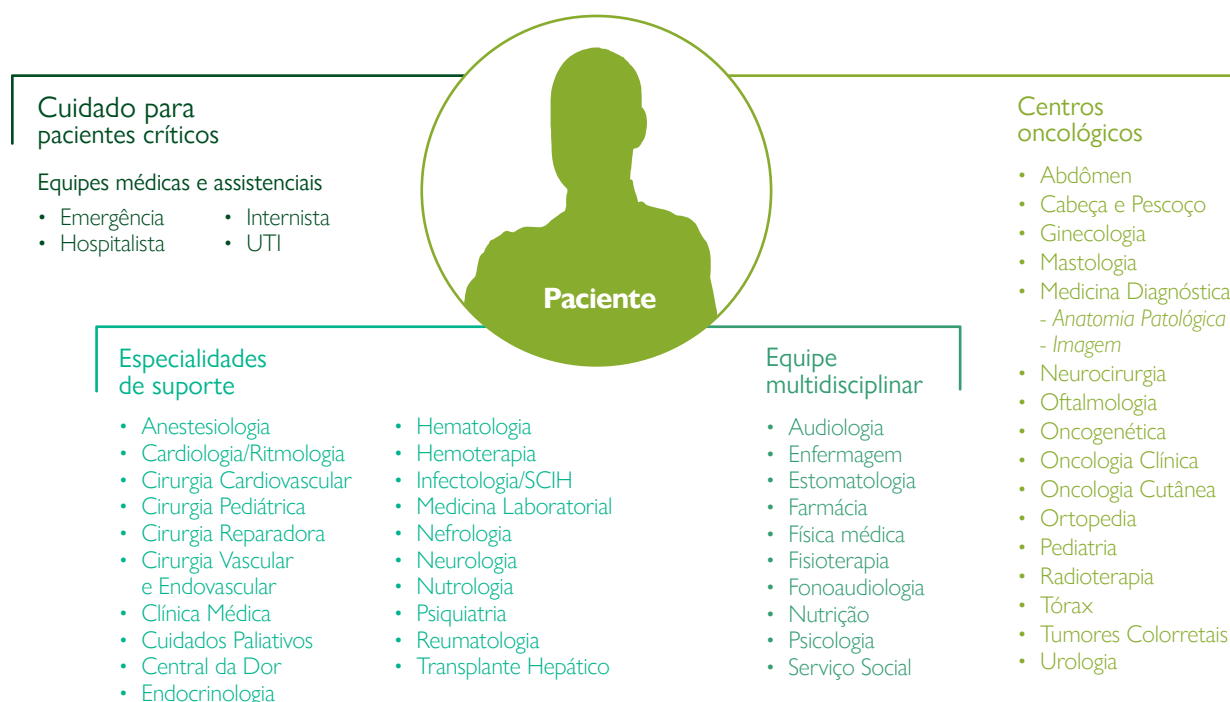 Cuidado para
pacientes críticos
Equipes médicas e assistenciais
• Emergência
• Hospitalista
• Internista
• UTI
Paciente
Especialidades
de suporte
• Anestesiologia
• Cardiologia/Ritmologia
• Cirurgia Cardiovascular
• Cirurgia Pediátrica
• Cirurgia Reparadora
• Cirurgia Vascular
e Endovascular
• Clínica Médica
• Cuidados Paliativos
• Central da Dor
• Endocrinologia
• Hematologia
• Hemoterapia
• Infectologia/SCIH
• Medicina Laboratorial
• Nefrologia
• Neurologia
• Nutrologia
• Psiquiatria
• Reumatologia
• Transplante Hepático
Equipe
multidisciplinar
• Audiologia
• Enfermagem
• Estomatologia
• Farmácia
• Física médica
• Fisioterapia
• Fonoaudiologia
• Nutrição
• Psicologia
• Serviço Social
Centros
oncológicos
• Abdômen
• Cabeça e Pescoço
• Ginecologia
• Mastologia
• Medicina Diagnóstica
- Anatomia Patológica
- Imagem
• Neurocirurgia
• Oftalmologia
• Oncogenética
• Oncologia Clínica
• Oncologia Cutânea
• Ortopedia
• Pediatria
• Radioterapia
• Tórax
• Tumores Colorretais
• Urologia